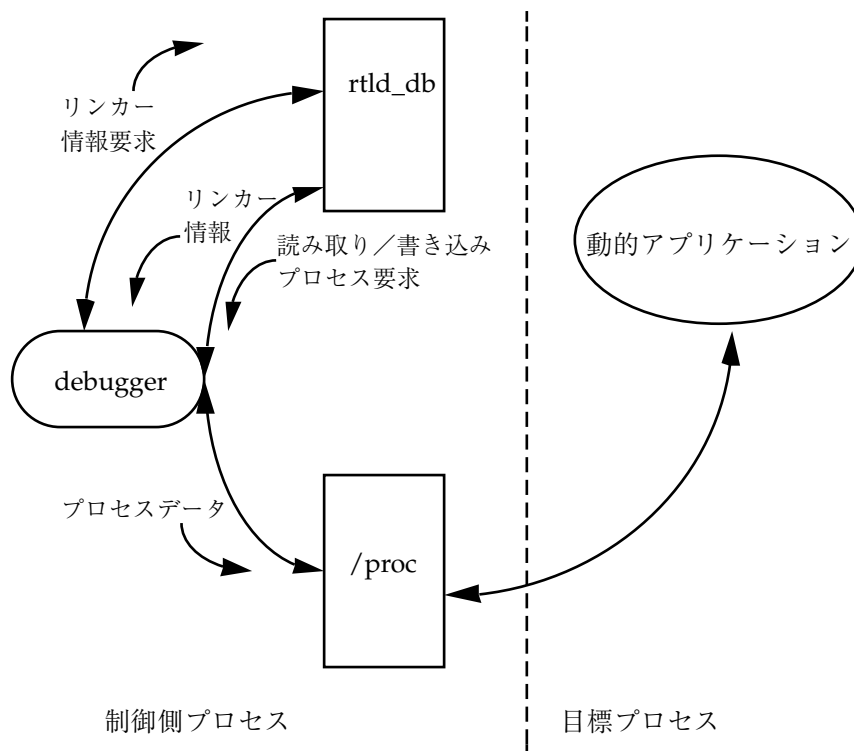 rtld_db
リンカー
情報要求
リンカー
情報
読み取り／書き込み
プロセス要求
動的アプリケーション
debugger
プロセスデータ
/proc
制御側プロセス
目標プロセス